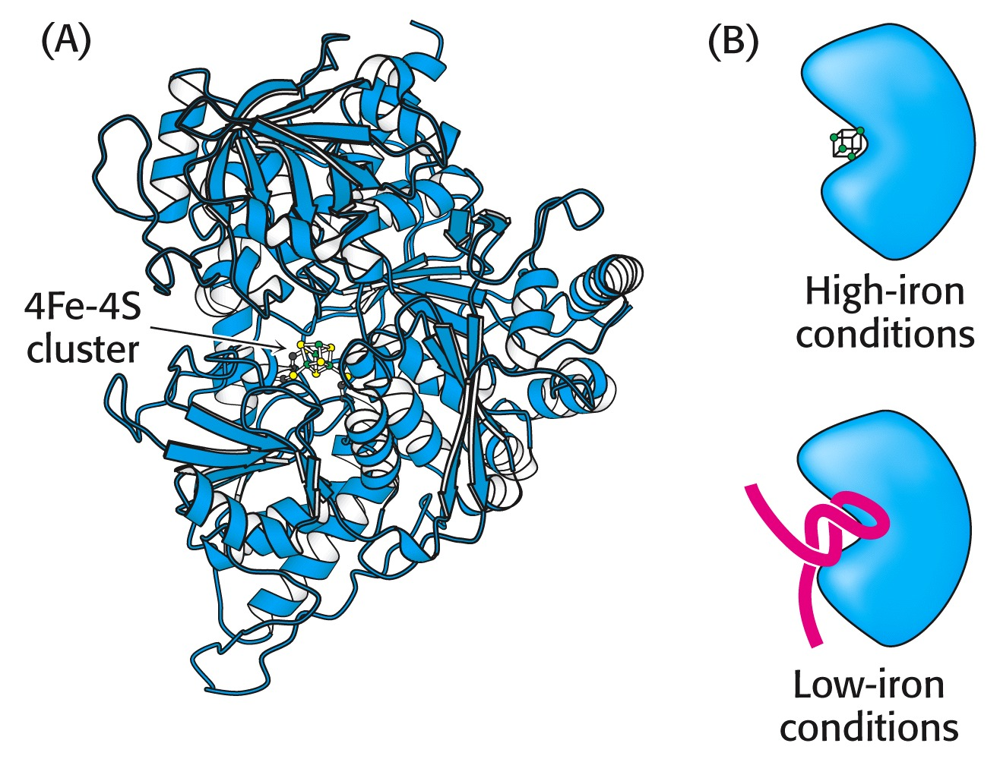 (A)
4Fe-4S
cluster
(B)
High-iron
conditions
Low-iron
conditions